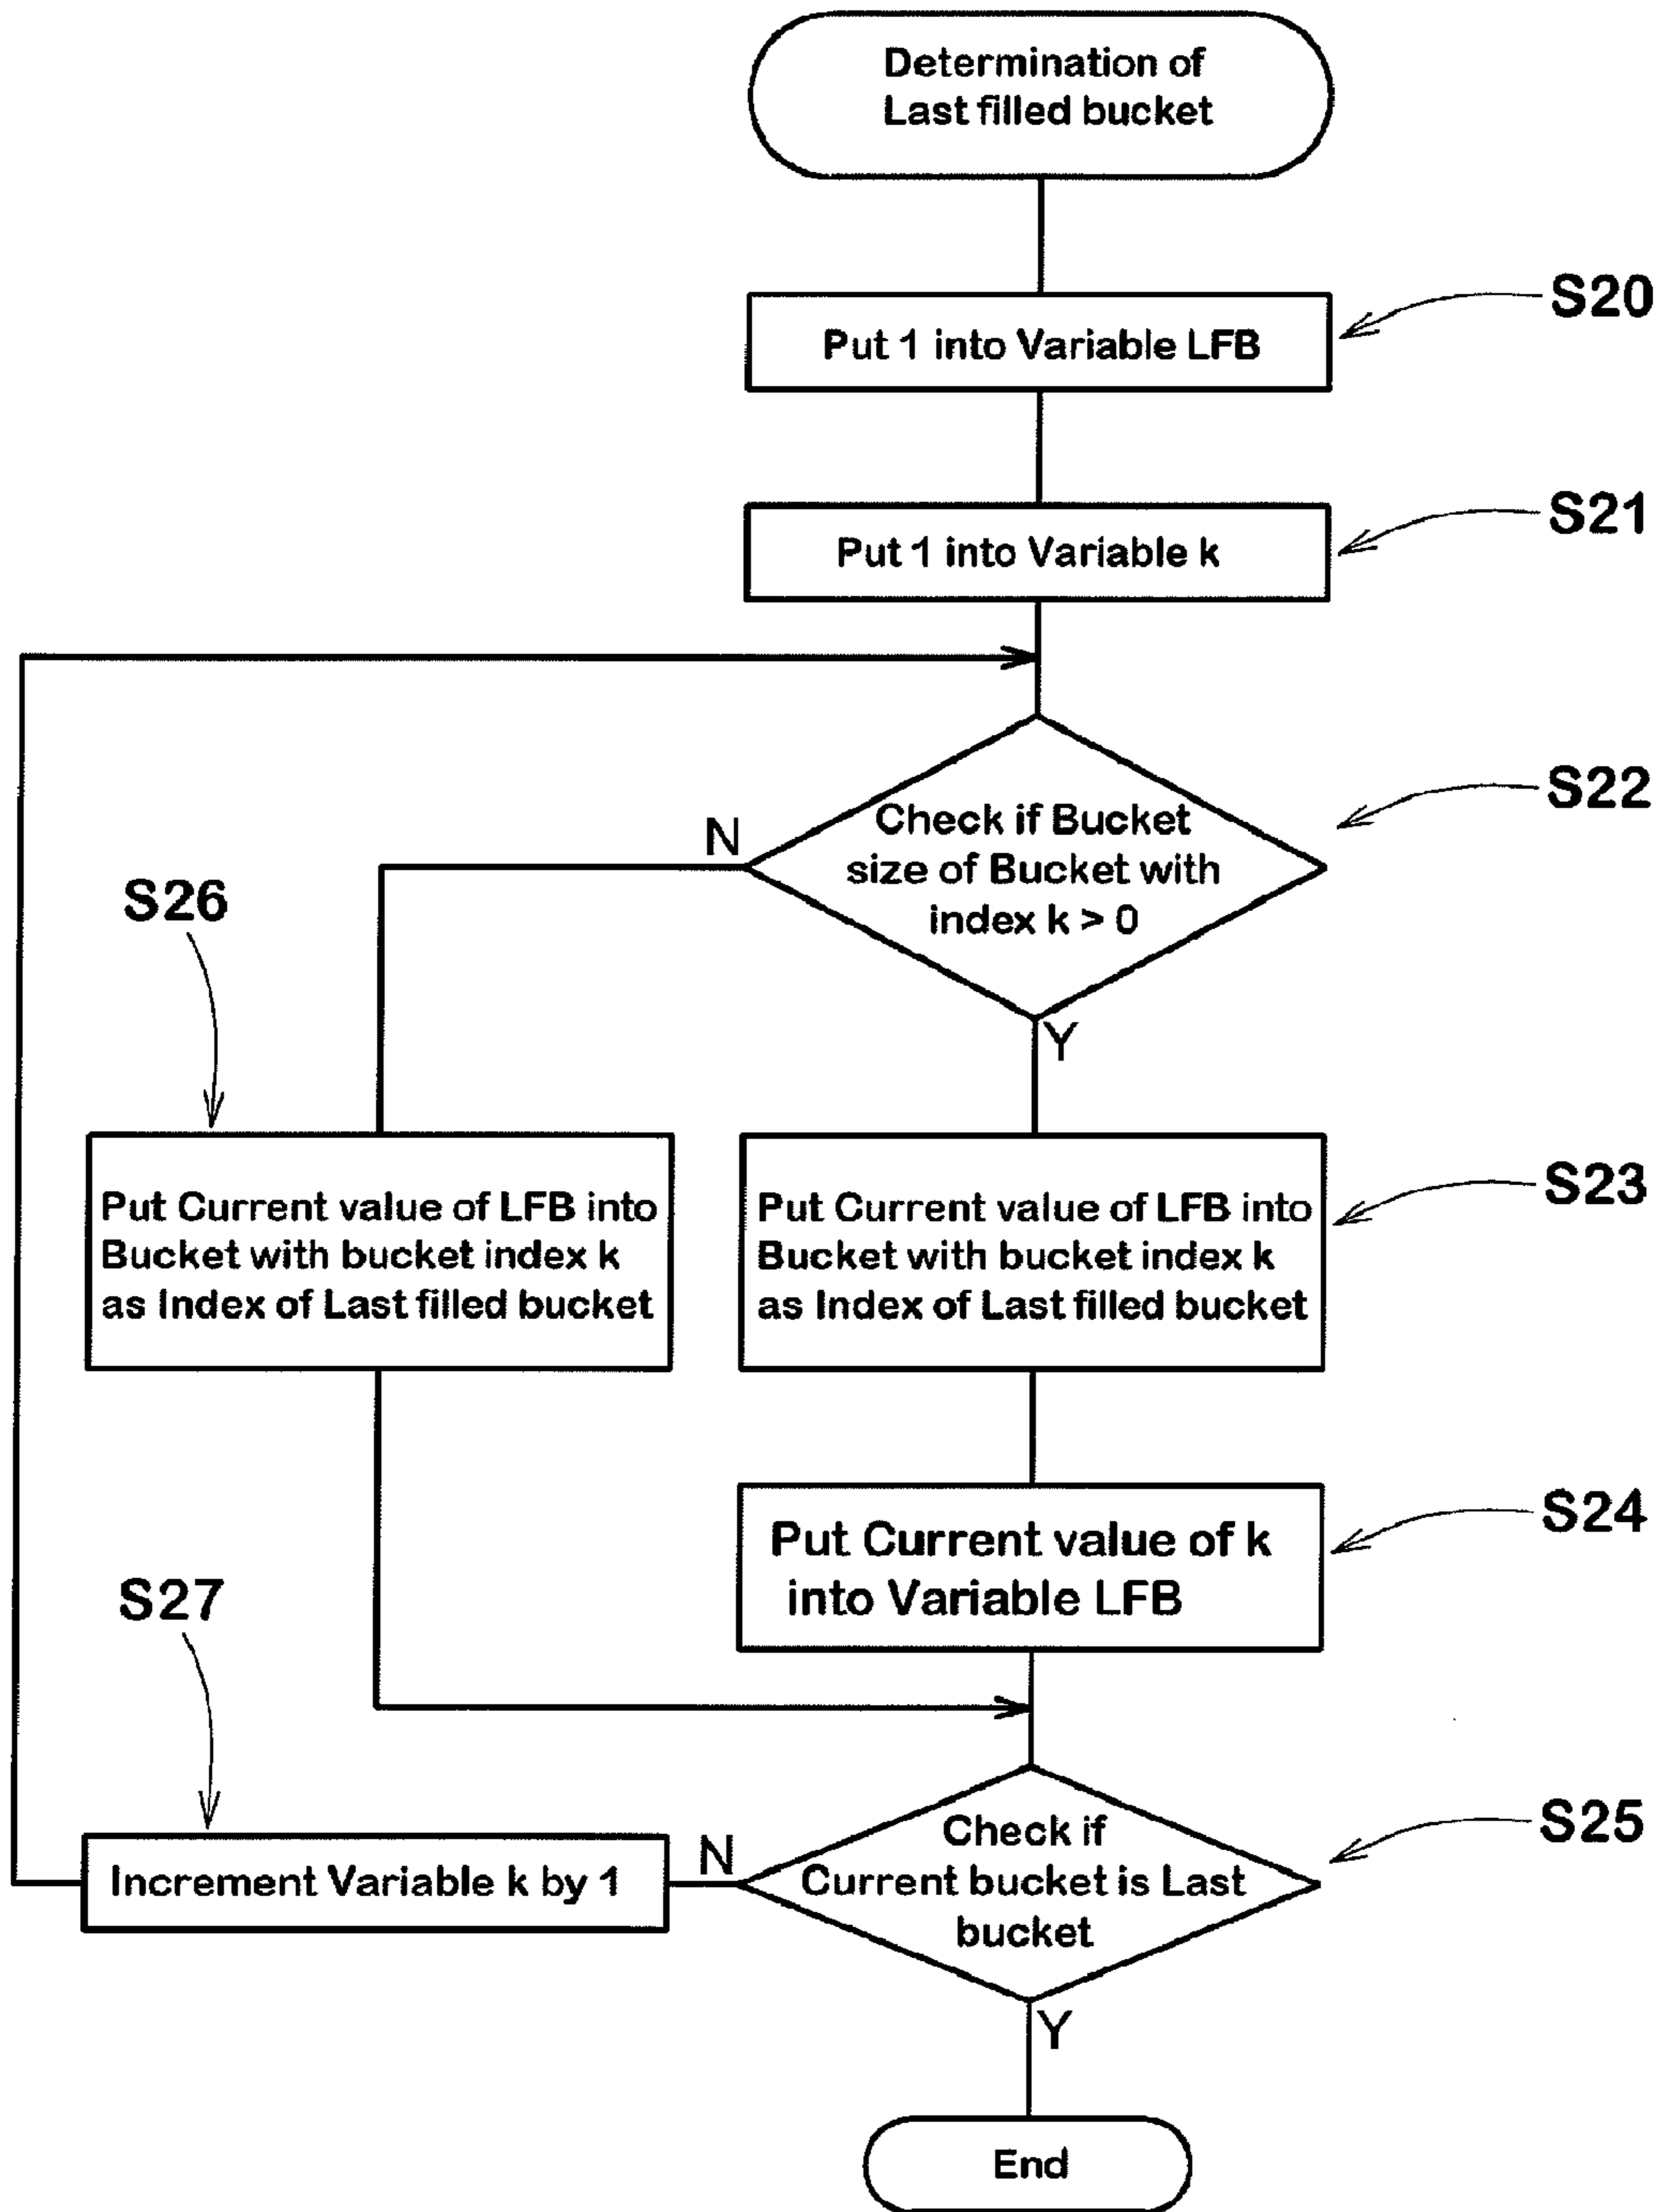 Determination of
Last filled bucket
S20
Put 1 into Variable LFB
S21
Put 1 into Variable k
S22
Check if Bucket
size of Bucket with
index k > 0
N
Y
S26
Put Current value of LFB into
Bucket with bucket index k
as Index of Last filled bucket
S23
Put Current value of LFB into
Bucket with bucket index k
as Index of Last filled bucket
S24
Put Current value of k
into Variable LFB
S27
Increment Variable k by 1
N
S25
Check if
Current bucket is Last
bucket
Y
End